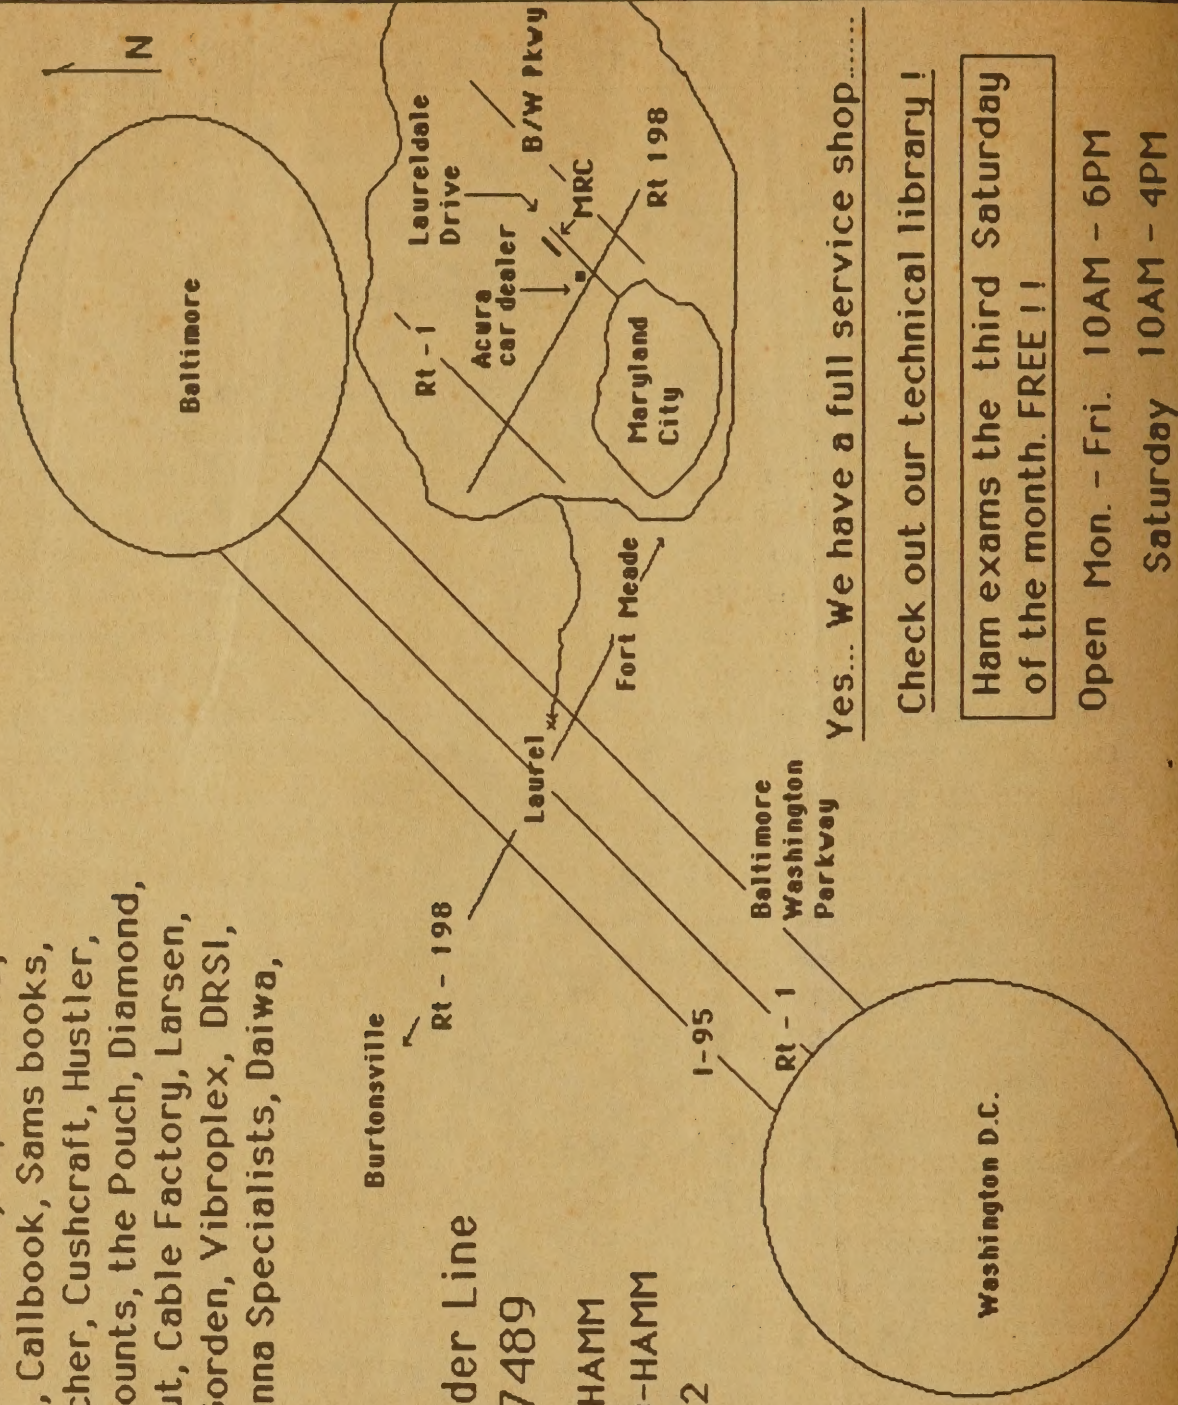 Callbook, Sams books,
cher, Cushcraft, Hustler,
ounts, the Pouch, Diamond,
ut, Cable Factory, Larsen,
Gorden, Vibroplex, DRSI,
nna Specialists, Daiwa,
der Line
7489
HAMM
-HAMM
2
N
Baltimore
Laureldale
Drive
B/W Pkwy
MRC
Acura
car dealer
Rt - 1
Rt 198
Maryland
City
Fort Meade
Laurel
Burtonsville
Rt - 198
I-95
Rt - 1
Baltimore
Washington
Parkway
Washington D.C.
Yes... We have a full service shop.......
Check out our technical library!
Ham exams the third Saturday
of the month. FREE !!
Open Mon. - Fri. 10AM - 6PM
Saturday 10AM - 4PM